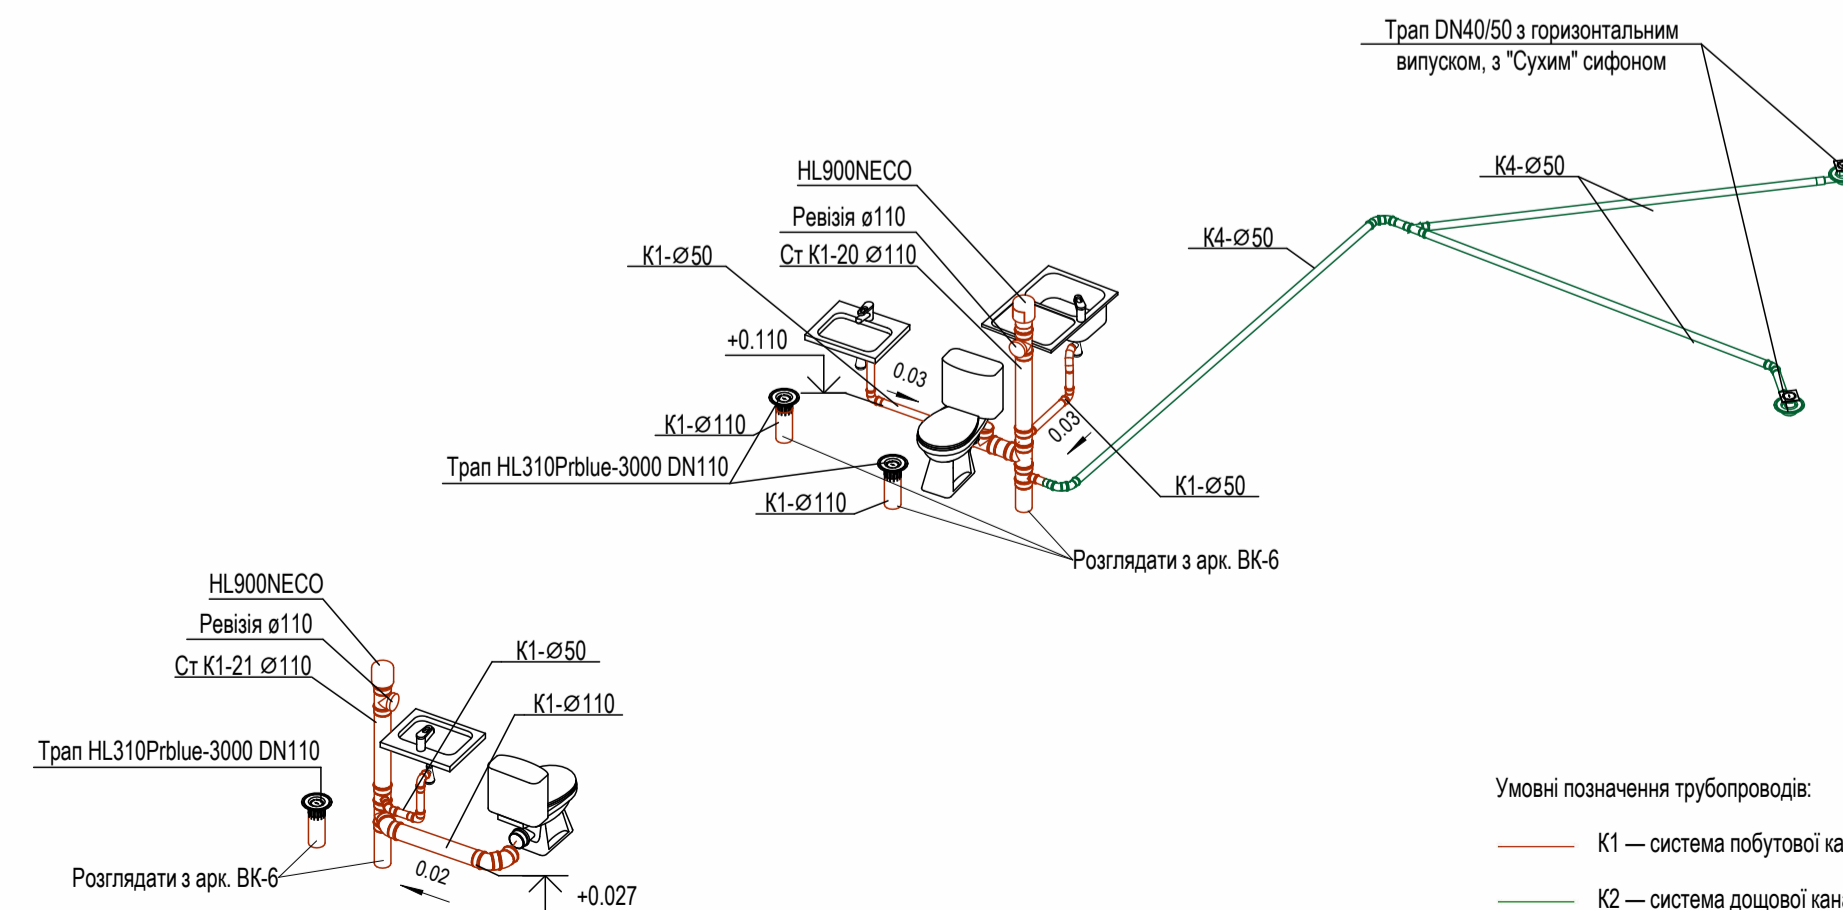 Трап DN40/50 з горизонтальним
випуском, з "Сухим" сифоном
HL900NECO
К4-Ø50
Ревізія ø110
К4-Ø50
К1-Ø50
Ст К1-20 Ø110
+0.110
0.03
К1-Ø110
0.03
Трап HL310Prblue-3000 DN110
К1-Ø50
К1-Ø110
Розглядати з арк. ВК-6
HL900NECO
Ревізія ø110
К1-Ø50
Ст К1-21 Ø110
К1-Ø110
Трап HL310Prblue-3000 DN110
Умовні позначення трубопроводів:
К1 — система побутової ка
Розглядати з арк. ВК-6
0.02
+0.027
К2 — система дощової кан